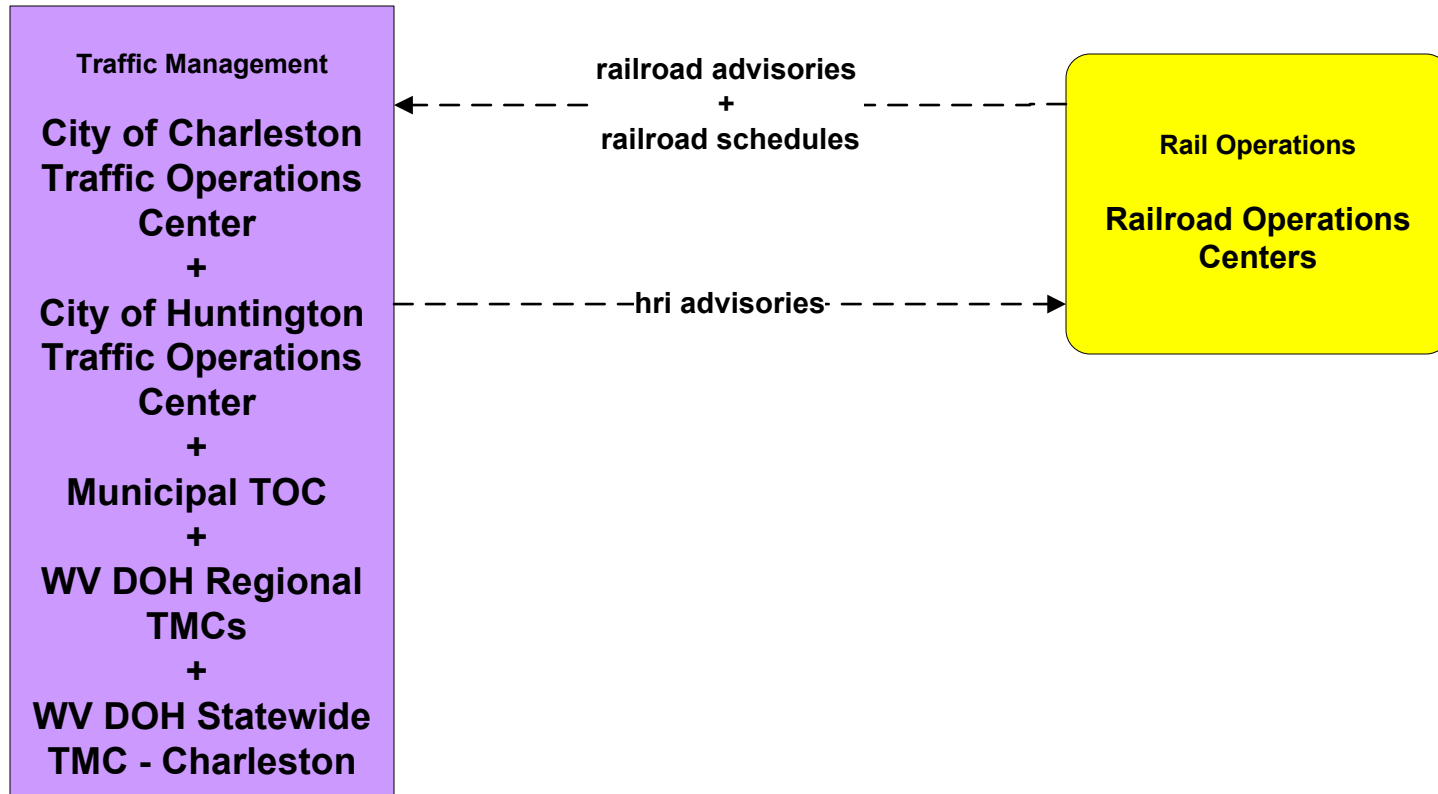 Traffic Management
City of Charleston
Traffic Operations
Center
+
City of Huntington
Traffic Operations
Center
+
Municipal TOC
+
WV DOH Regional
TMCs
+
WV DOH Statewide
TMC - Charleston
railroad advisories
+
railroad schedules
hri advisories
Rail Operations
Railroad Operations
Centers